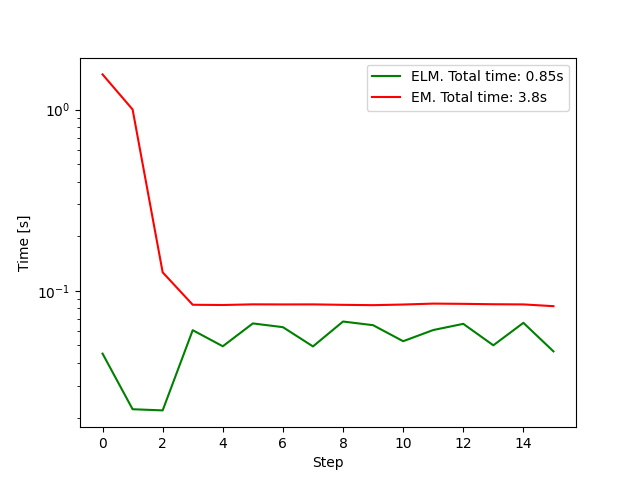 ELM. Total time: 0.85s
EM. Total time: 3.8s
10⁰
10⁻¹
Time [s]
0 2 4 6 8 10 12 14
Step